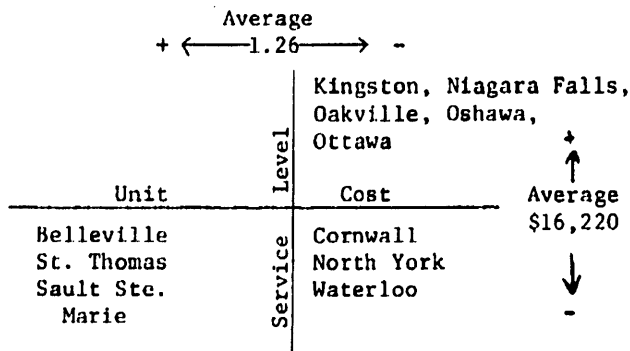 Average
+ ← 1.26 → -
Kingston, Niagara Falls,
Oakville, Oshawa,
Ottawa
+
Unit
Level
Cost
Average
$16,220
Belleville
St. Thomas
Sault Ste.
Marie
Service
Cornwall
North York
Waterloo
-